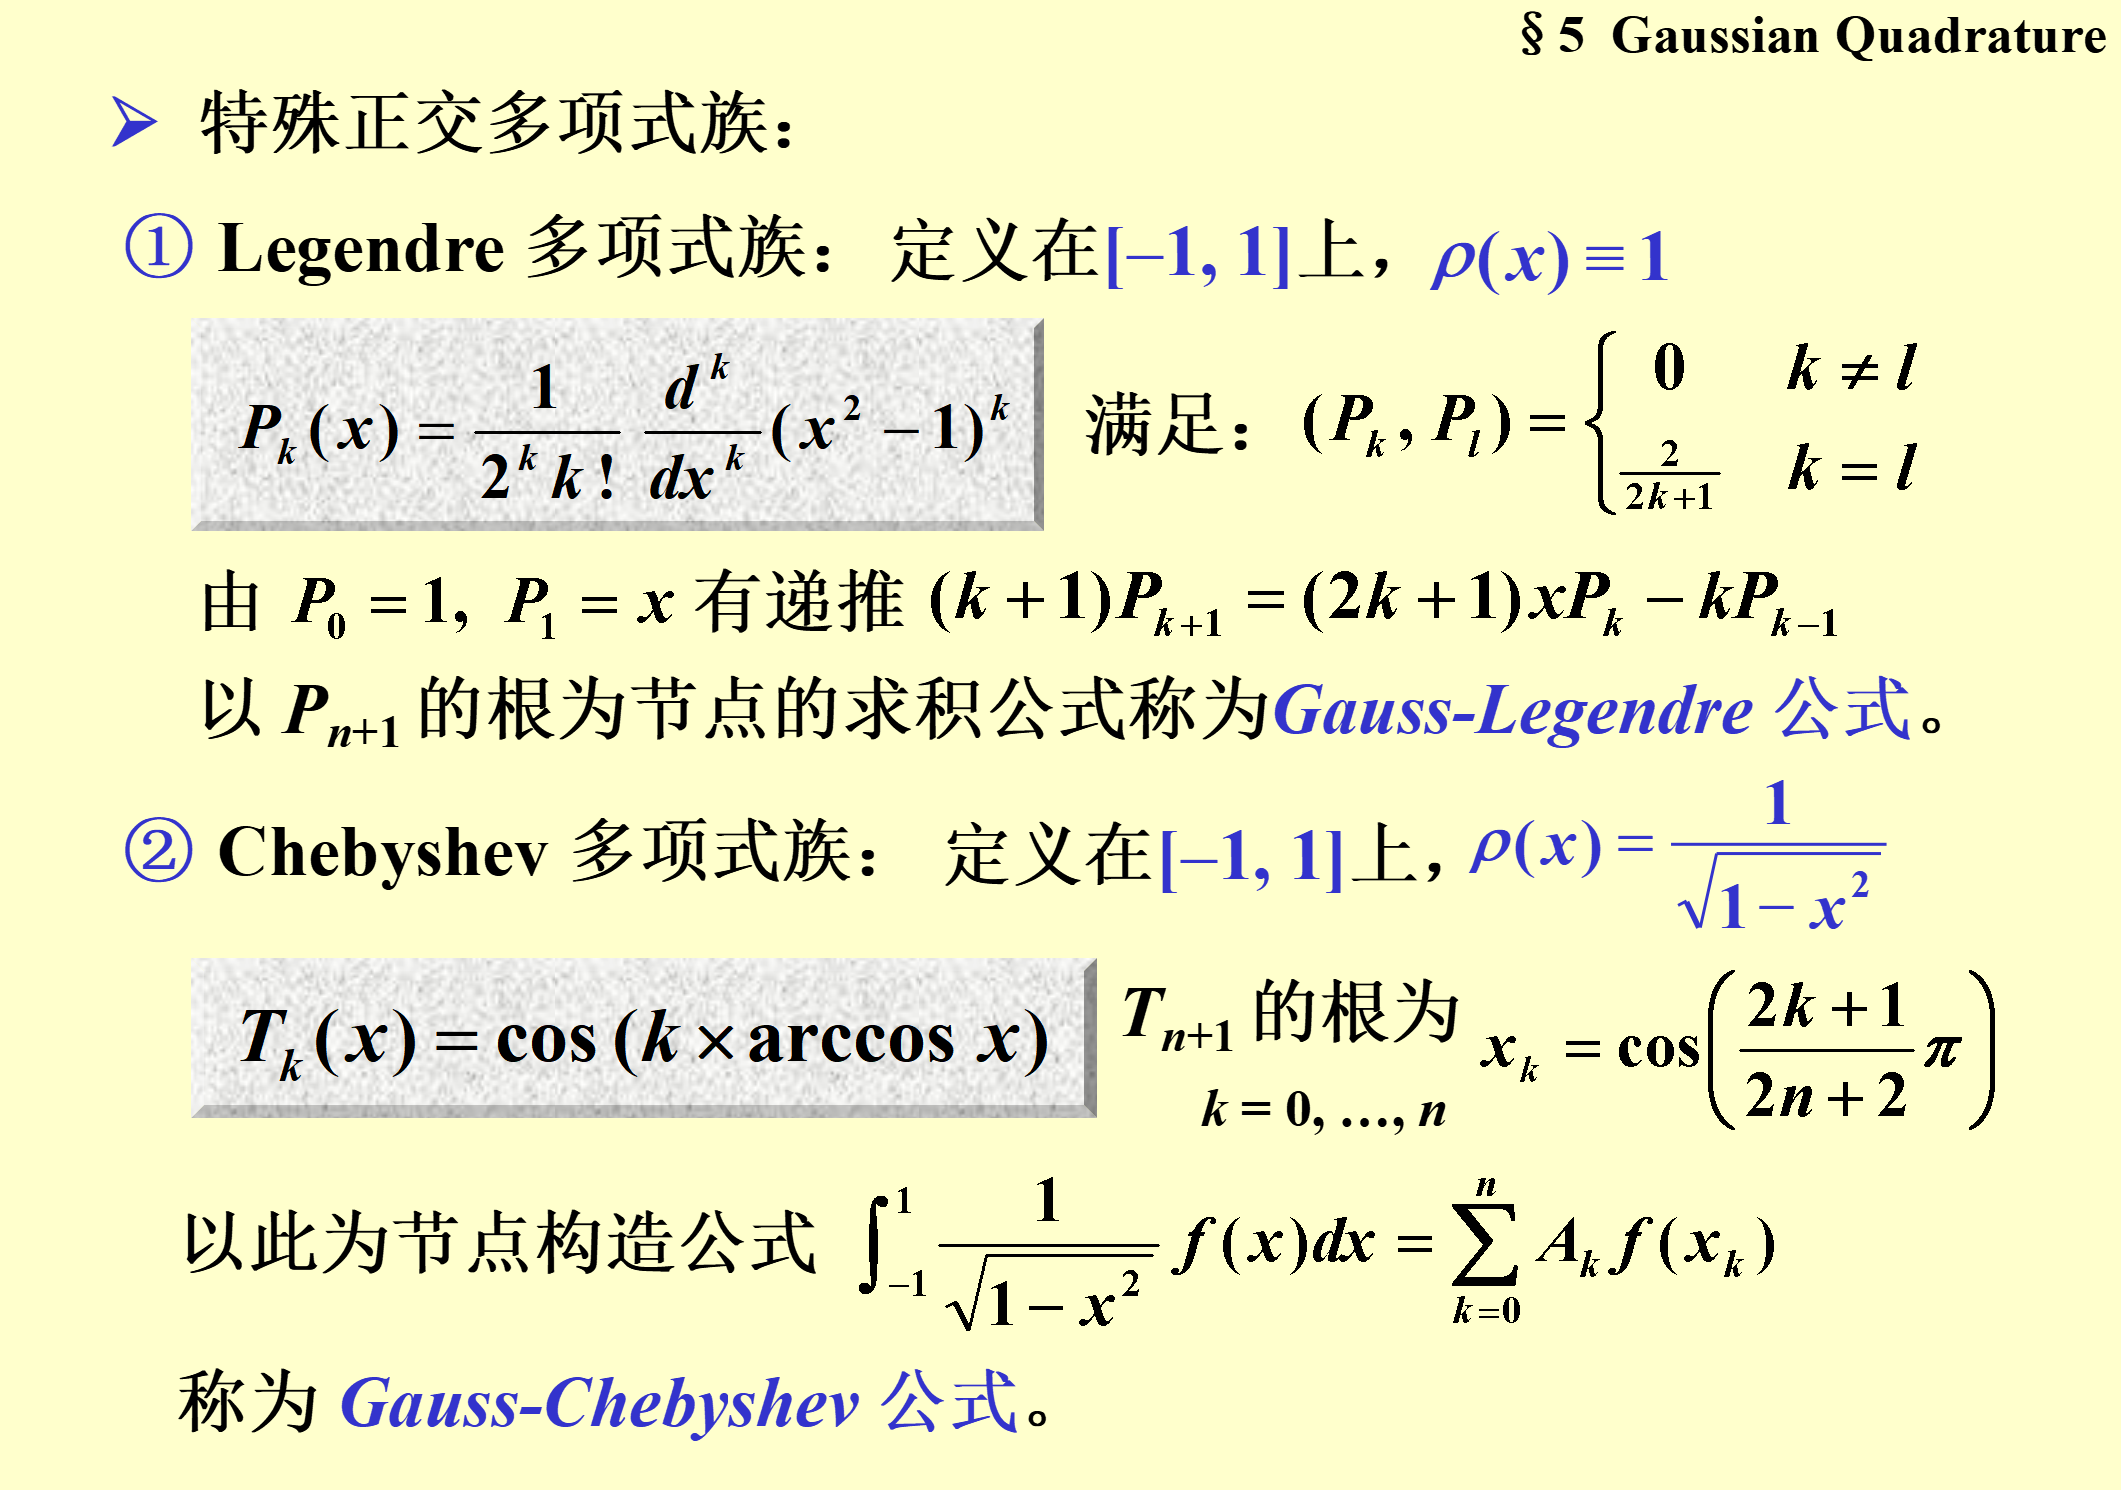 §5 Gaussian Quadrature
➢ 特殊正交多项式族：
① Legendre 多项式族： 定义在[–1, 1]上，ρ(x) ≡ 1
P_k(x) = \frac{1}{2^k k!} \frac{d^k}{dx^k}(x^2 − 1)^k 满足：(P_k, P_l) = \begin{cases} 0 & k ≠ l \\ \frac{2}{2k+1} & k = l \end{cases}
由 P_0 = 1, P_1 = x 有递推 (k + 1)P_{k+1} = (2k + 1)xP_k − kP_{k−1}
以 P_{n+1} 的根为节点的求积公式称为Gauss-Legendre 公式。
② Chebyshev 多项式族： 定义在[–1, 1]上，ρ(x) = \frac{1}{\sqrt{1 − x^2}}
T_k(x) = cos(k × arccos x) T_{n+1} 的根为 x_k = cos\left(\frac{2k + 1}{2n + 2}π\right)
k = 0, …, n
以此为节点构造公式 \int_{−1}^{1} \frac{1}{\sqrt{1 − x^2}} f(x)dx = \sum_{k=0}^{n} A_k f(x_k)
称为 Gauss-Chebyshev 公式。